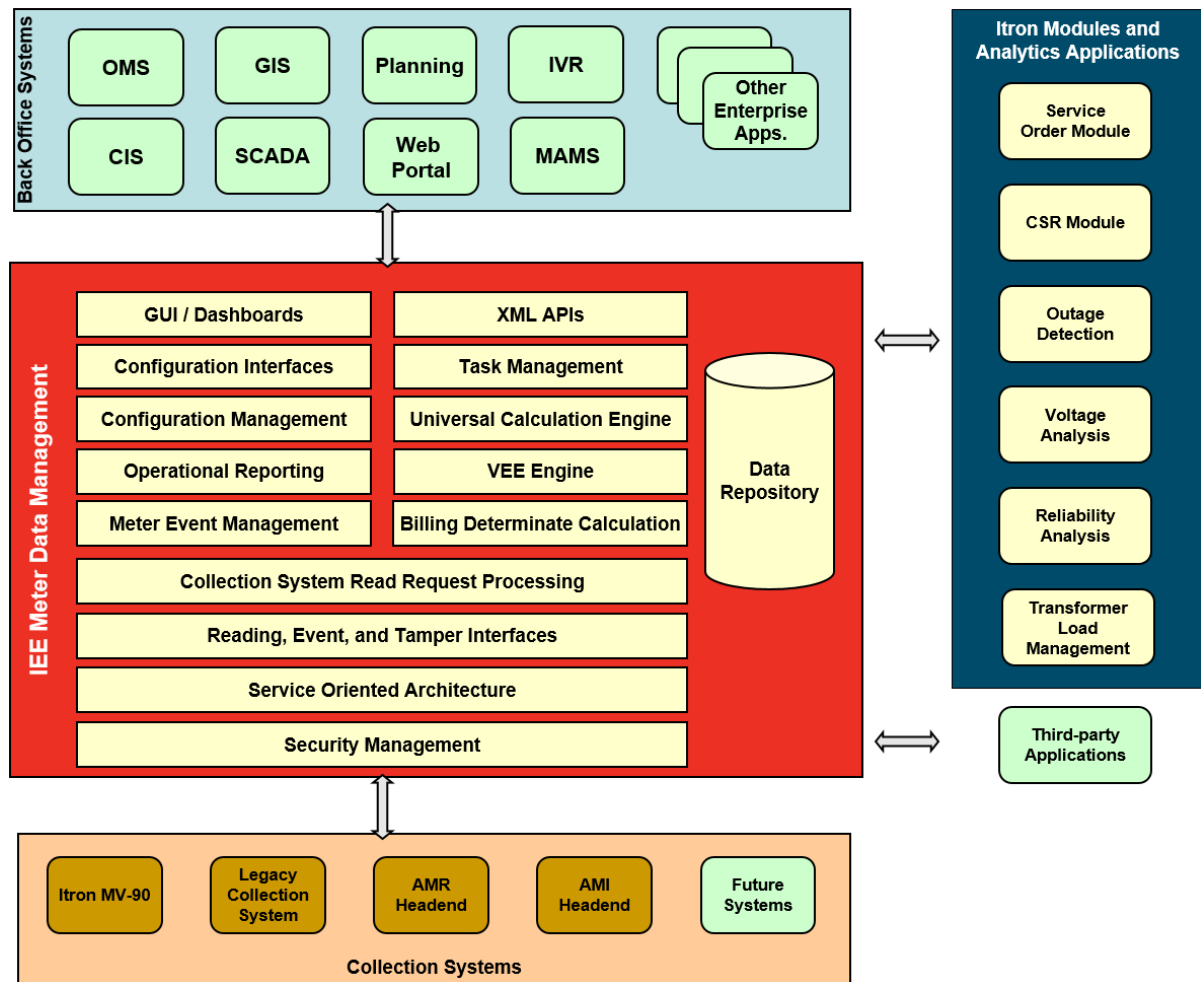 Back Office Systems
OMS
GIS
Planning
IVR
Other
Enterprise
Apps.
CIS
SCADA
Web
Portal
MAMS
IEE Meter Data Management
GUI / Dashboards
XML APIs
Configuration Interfaces
Task Management
Configuration Management
Universal Calculation Engine
Operational Reporting
VEE Engine
Meter Event Management
Billing Determinate Calculation
Collection System Read Request Processing
Reading, Event, and Tamper Interfaces
Service Oriented Architecture
Security Management
Data
Repository
Itron Modules and
Analytics Applications
Service
Order Module
CSR Module
Outage
Detection
Voltage
Analysis
Reliability
Analysis
Transformer
Load
Management
Third-party
Applications
Itron MV-90
Legacy
Collection
System
AMR
Headend
AMI
Headend
Future
Systems
Collection Systems